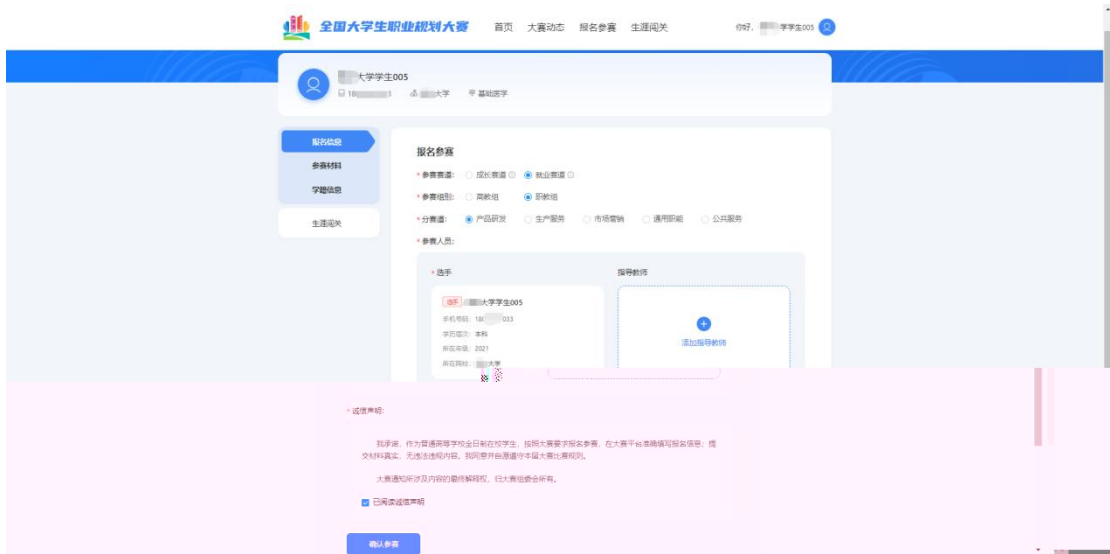 全国大学生职业规划大赛 首页 大赛动态 报名参赛 生涯闯关 你好， 学学生005
大学学生005
18 3 大学 基础医学
报名信息
参赛材料
学籍信息
生涯闯关
报名参赛
* 参赛赛道： 成长赛道 就业赛道
* 参赛组别： 高教组 职教组
* 分赛道： 产品研发 生产服务 市场营销 通用职能 公共服务
* 参赛人员：
* 选手 指导教师
选手 大学学生005
手机号码： 180 033
学历层次： 本科
所在年级： 2021
所在院校： 大学
添加指导教师
* 诚信声明：
我承诺，作为普通高等学校全日制在校学生，按照大赛要求报名参赛，在大赛平台准确填写报名信息；提
交材料真实，无违法违规内容。我同意并自愿遵守本届大赛比赛规则。
大赛通知所涉及内容的最终解释权，归大赛组委会所有。
已阅读诚信声明
确认参赛